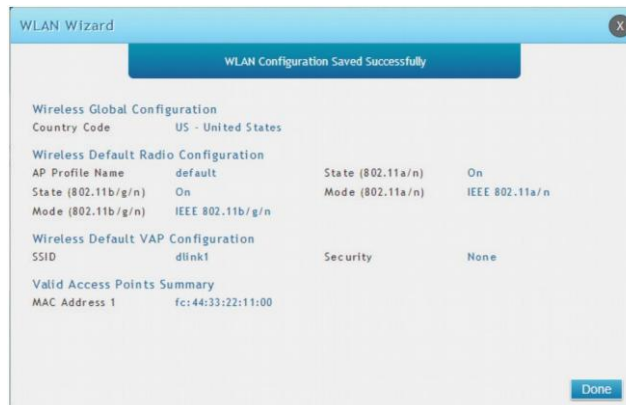 WLAN Wizard
X
WLAN Configuration Saved Successfully
Wireless Global Configuration
Country Code US - United States
Wireless Default Radio Configuration
AP Profile Name default State (802.11a/n) On
State (802.11b/g/n) On Mode (802.11a/n) IEEE 802.11a/n
Mode (802.11b/g/n) IEEE 802.11b/g/n
Wireless Default VAP Configuration
SSID dlink1 Security None
Valid Access Points Summary
MAC Address 1 fc:44:33:22:11:00
Done